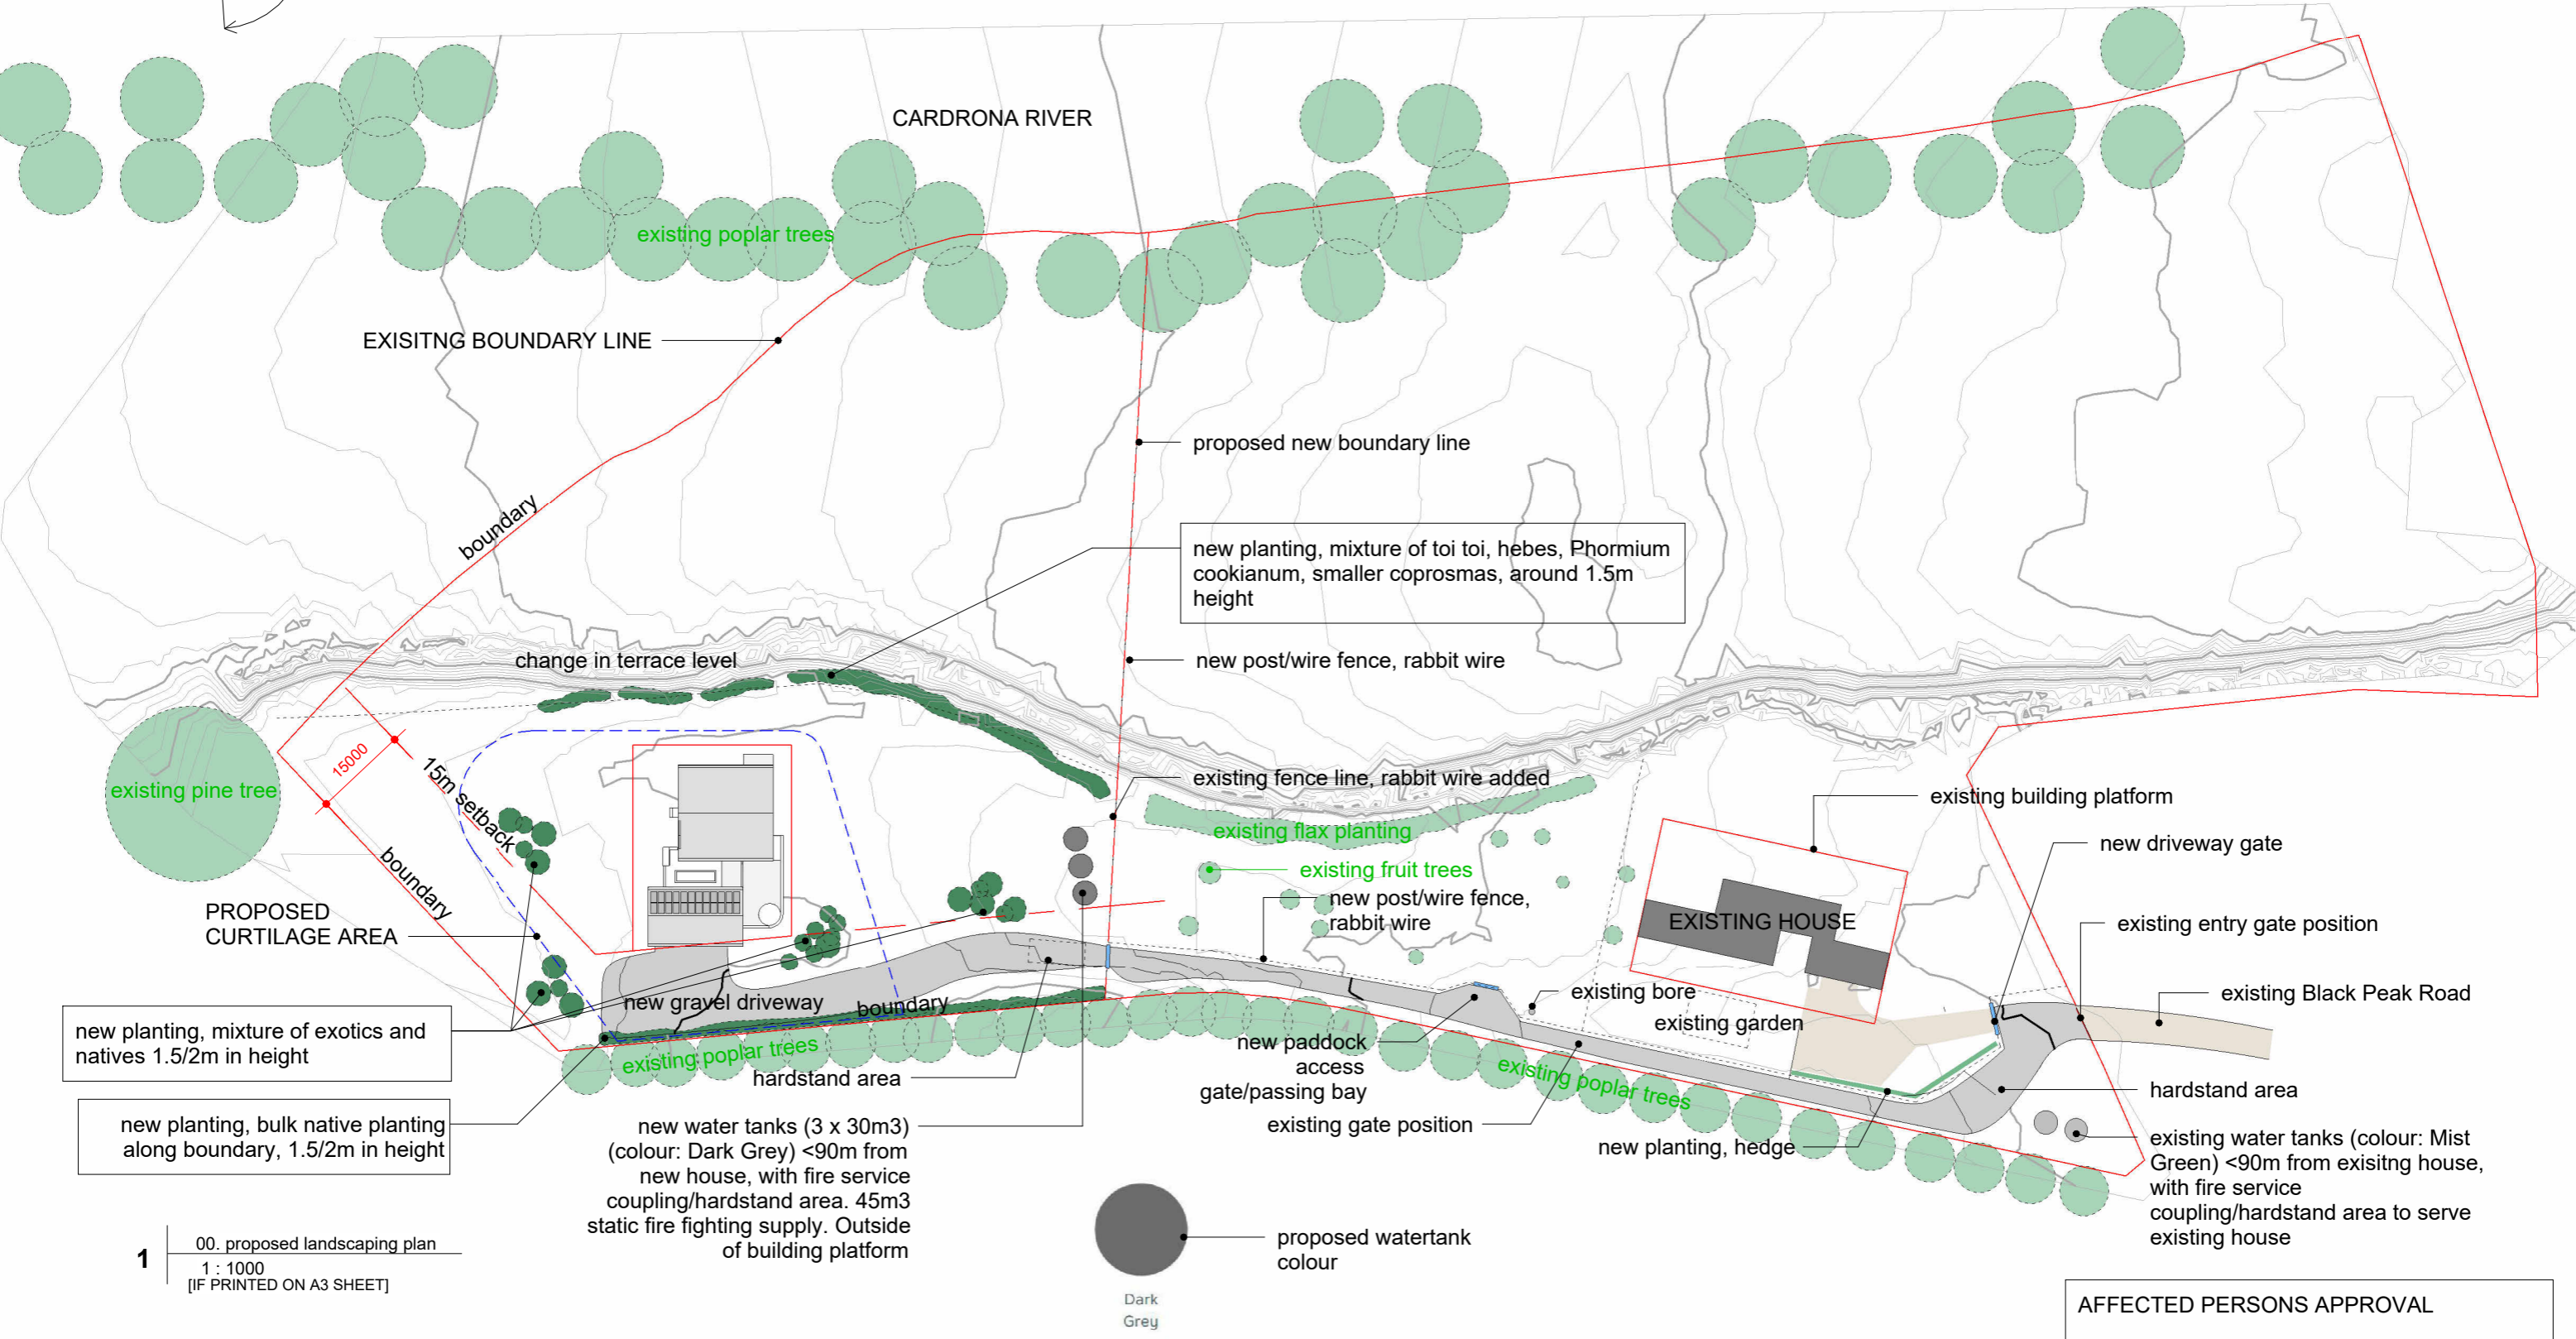 CARDRONA RIVER
existing poplar trees
EXISITNG BOUNDARY LINE
proposed new boundary line
boundary
new planting, mixture of toi toi, hebes, Phormium
cookianum, smaller coprosmas, around 1.5m
height
change in terrace level
new post/wire fence, rabbit wire
15000
15m setback
existing pine tree
existing fence line, rabbit wire added
existing building platform
existing flax planting
new driveway gate
existing fruit trees
boundary
new post/wire fence,
rabbit wire
PROPOSED
CURTILAGE AREA
EXISTING HOUSE
existing entry gate position
existing bore
existing Black Peak Road
new gravel driveway
boundary
existing garden
new planting, mixture of exotics and
natives 1.5/2m in height
existing poplar trees
hardstand area
new paddock
access
gate/passing bay
existing poplar trees
hardstand area
new planting, bulk native planting
along boundary, 1.5/2m in height
existing gate position
new planting, hedge
new water tanks (3 x 30m3)
(colour: Dark Grey) <90m from
new house, with fire service
coupling/hardstand area. 45m3
static fire fighting supply. Outside
of building platform
existing water tanks (colour: Mist
Green) <90m from exisitng house,
with fire service
coupling/hardstand area to serve
existing house
proposed watertank
colour
Dark
Grey
1
00. proposed landscaping plan
1 : 1000
[IF PRINTED ON A3 SHEET]
AFFECTED PERSONS APPROVAL